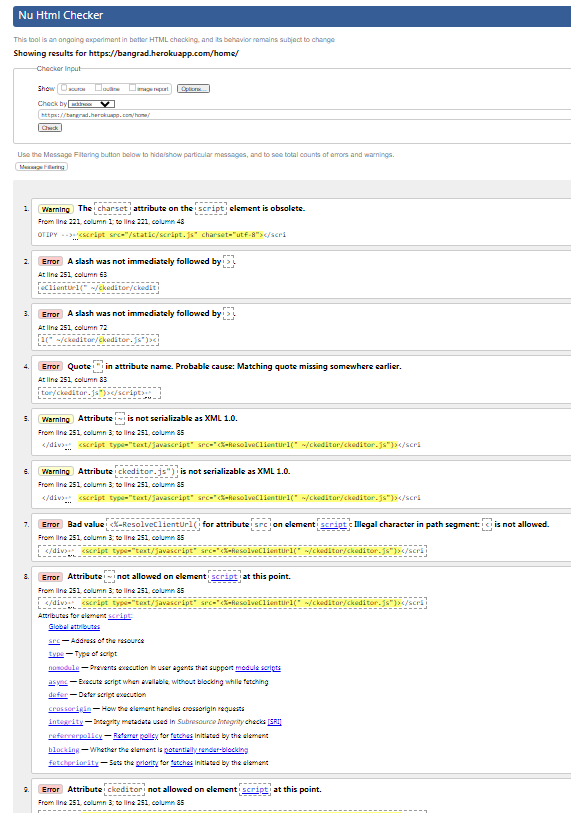 Nu Html Checker
This tool is an ongoing experiment in better HTML checking, and its behavior remains subject to change
Showing results for https://bangrad.herokuapp.com/home/
Checker Input
Show source outline image report Options...
Check by address
https://bangrad.herokuapp.com/home/
Check
Use the Message Filtering button below to hide/show particular messages, and to see total counts of errors and warnings.
Message Filtering
1. Warning The charset attribute on the script element is obsolete.
From line 221, column 1; to line 221, column 48
OTIPY -->↩<script src="/static/script.js" charset="utf-8"></scri
2. Error A slash was not immediately followed by >.
At line 251, column 63
eClientUrl(" ~/ckeditor/ckedit
3. Error A slash was not immediately followed by >.
At line 251, column 72
l(" ~/ckeditor/ckeditor.js")><
4. Error Quote " in attribute name. Probable cause: Matching quote missing somewhere earlier.
At line 251, column 83
tor/ckeditor.js")></script>↩
5. Warning Attribute ~ is not serializable as XML 1.0.
From line 251, column 3; to line 251, column 85
</div>↩ <script type="text/javascript" src="<%=ResolveClientUrl(" ~/ckeditor/ckeditor.js")></scri
6. Warning Attribute ckeditor.js") is not serializable as XML 1.0.
From line 251, column 3; to line 251, column 85
</div>↩ <script type="text/javascript" src="<%=ResolveClientUrl(" ~/ckeditor/ckeditor.js")></scri
7. Error Bad value <%=ResolveClientUrl( for attribute src on element script: Illegal character in path segment: < is not allowed.
From line 251, column 3; to line 251, column 85
</div>↩ <script type="text/javascript" src="<%=ResolveClientUrl(" ~/ckeditor/ckeditor.js")></scri
8. Error Attribute ~ not allowed on element script at this point.
From line 251, column 3; to line 251, column 85
</div>↩ <script type="text/javascript" src="<%=ResolveClientUrl(" ~/ckeditor/ckeditor.js")></scri
Attributes for element script:
Global attributes
src — Address of the resource
type — Type of script
nomodule — Prevents execution in user agents that support module scripts
async — Execute script when available, without blocking while fetching
defer — Defer script execution
crossorigin — How the element handles crossorigin requests
integrity — Integrity metadata used in Subresource Integrity checks [SRI]
referrerpolicy — Referrer policy for fetches initiated by the element
blocking — Whether the element is potentially render-blocking
fetchpriority — Sets the priority for fetches initiated by the element
9. Error Attribute ckeditor not allowed on element script at this point.
From line 251, column 3; to line 251, column 85